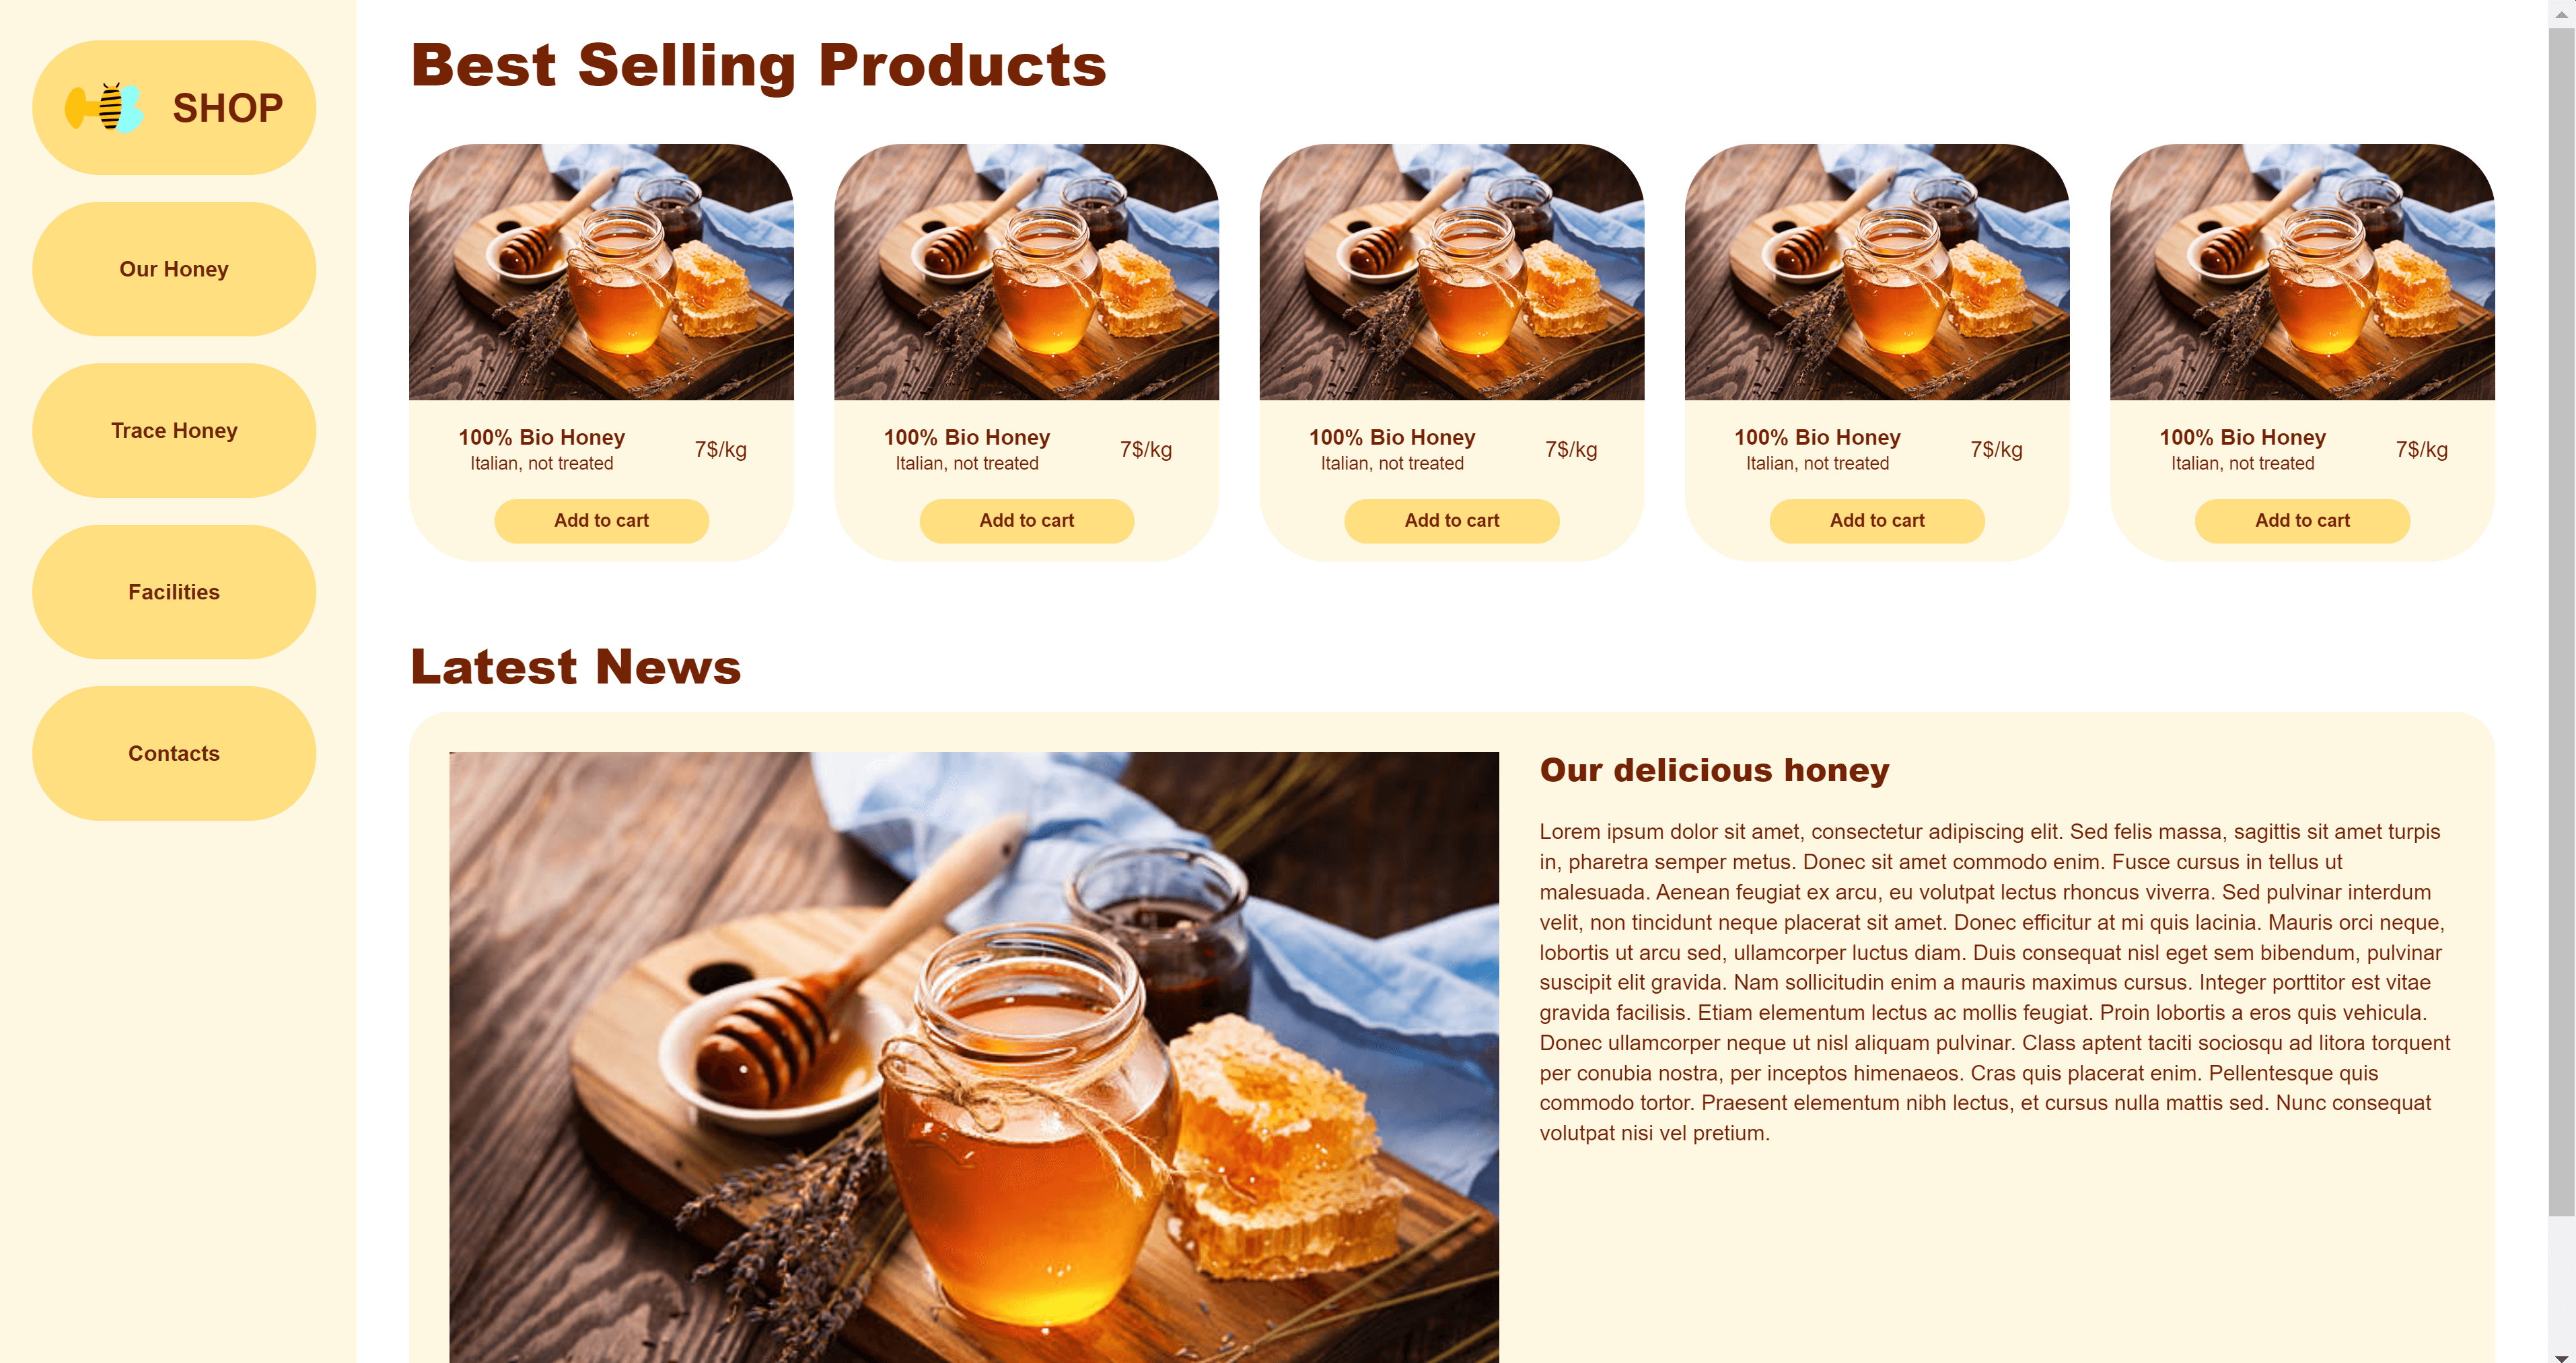 SHOP
Our Honey
Trace Honey
Facilities
Contacts
Best Selling Products
100% Bio Honey
Italian, not treated
7$/kg
Add to cart
100% Bio Honey
Italian, not treated
7$/kg
Add to cart
100% Bio Honey
Italian, not treated
7$/kg
Add to cart
100% Bio Honey
Italian, not treated
7$/kg
Add to cart
100% Bio Honey
Italian, not treated
7$/kg
Add to cart
Latest News
Our delicious honey
Lorem ipsum dolor sit amet, consectetur adipiscing elit. Sed felis massa, sagittis sit amet turpis
in, pharetra semper metus. Donec sit amet commodo enim. Fusce cursus in tellus ut
malesuada. Aenean feugiat ex arcu, eu volutpat lectus rhoncus viverra. Sed pulvinar interdum
velit, non tincidunt neque placerat sit amet. Donec efficitur at mi quis lacinia. Mauris orci neque,
lobortis ut arcu sed, ullamcorper luctus diam. Duis consequat nisl eget sem bibendum, pulvinar
suscipit elit gravida. Nam sollicitudin enim a mauris maximus cursus. Integer porttitor est vitae
gravida facilisis. Etiam elementum lectus ac mollis feugiat. Proin lobortis a eros quis vehicula.
Donec ullamcorper neque ut nisl aliquam pulvinar. Class aptent taciti sociosqu ad litora torquent
per conubia nostra, per inceptos himenaeos. Cras quis placerat enim. Pellentesque quis
commodo tortor. Praesent elementum nibh lectus, et cursus nulla mattis sed. Nunc consequat
volutpat nisi vel pretium.